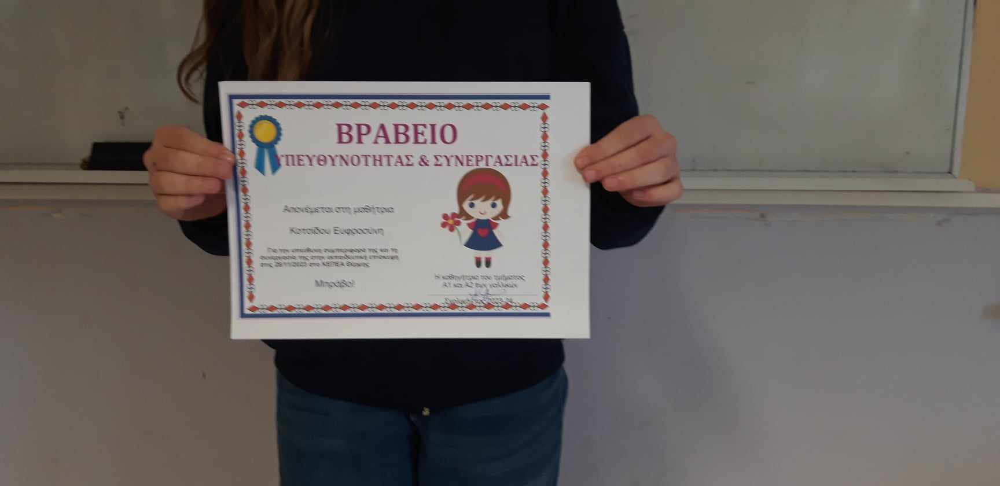 ΒΡΑΒΕΙΟ
ΥΠΕΥΘΥΝΟΤΗΤΑΣ & ΣΥΝΕΡΓΑΣΙΑΣ
Απονέμεται στη μαθήτρια
Κοτσίδου Ευφροσύνη
Για την υπεύθυνη συμπεριφορά της και τη
συνεργασία της στην εκπαιδευτική επίσκεψη
στις 28/11/2023 στο ΚΕΠΕΑ Θέρμης
Μπράβο!
Η καθηγήτρια του τμήματος
Α1 και Α2 των γαλλικών
Σχολικό έτος 2023-24